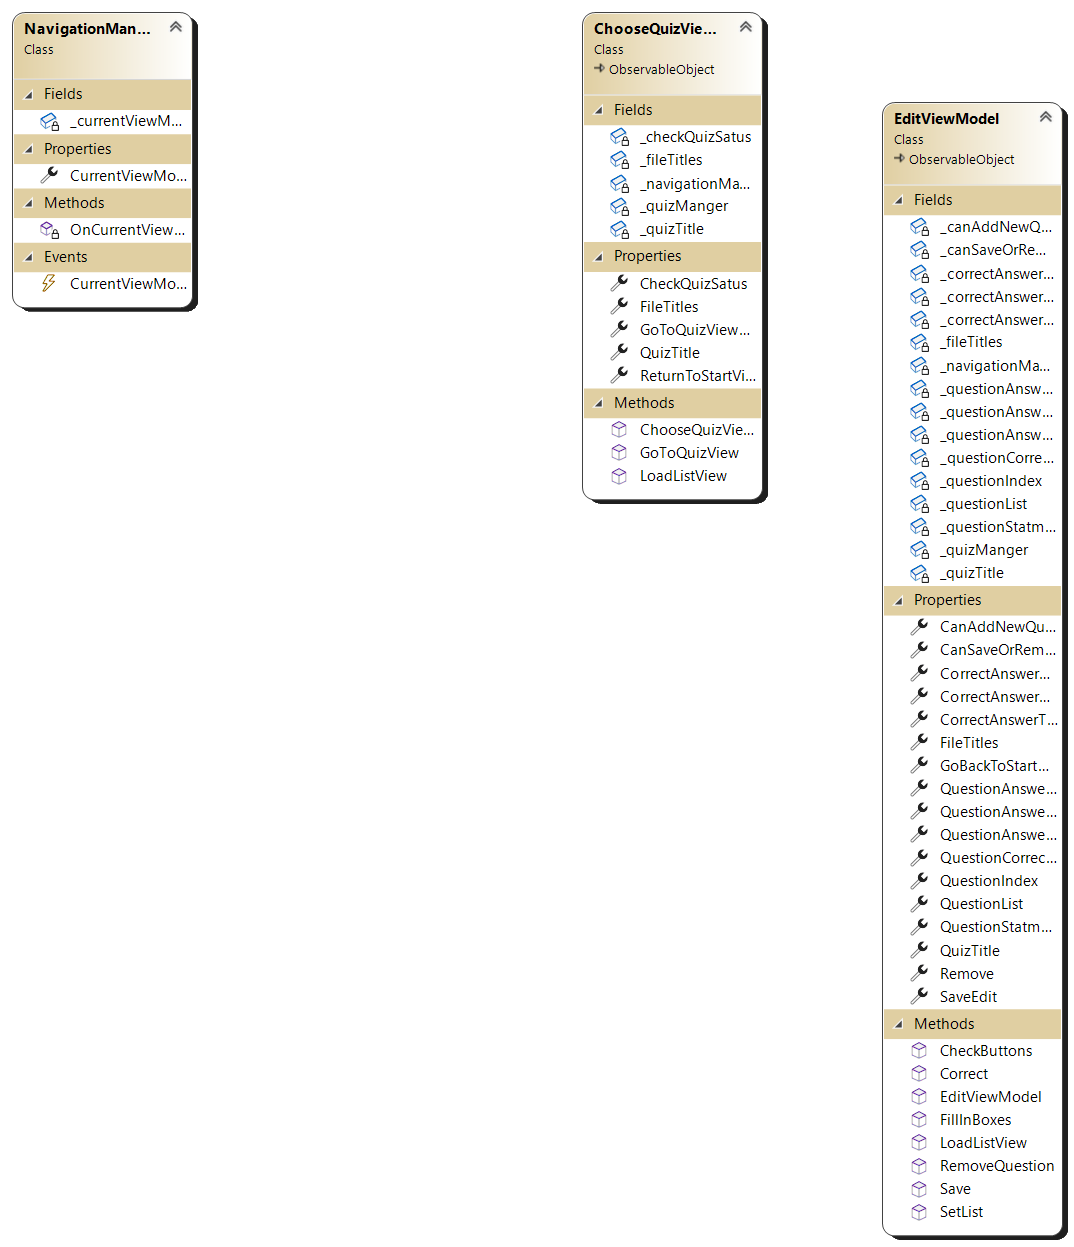 NavigationMan...
Class
Fields
_currentViewM...
Properties
CurrentViewMo...
Methods
OnCurrentView...
Events
CurrentViewMo...
ChooseQuizVie...
Class
ObservableObject
Fields
_checkQuizSatus
_fileTitles
_navigationMa...
_quizManger
_quizTitle
Properties
CheckQuizSatus
FileTitles
GoToQuizView...
QuizTitle
ReturnToStartVi...
Methods
ChooseQuizVie...
GoToQuizView
LoadListView
EditViewModel
Class
ObservableObject
Fields
_canAddNewQ...
_canSaveOrRe...
_correctAnswer...
_correctAnswer...
_correctAnswer...
_fileTitles
_navigationMa...
_questionAnsw...
_questionAnsw...
_questionAnsw...
_questionCorre...
_questionIndex
_questionList
_questionStatm...
_quizManger
_quizTitle
Properties
CanAddNewQu...
CanSaveOrRem...
CorrectAnswer...
CorrectAnswer...
CorrectAnswerT...
FileTitles
GoBackToStart...
QuestionAnswe...
QuestionAnswe...
QuestionAnswe...
QuestionCorrec...
QuestionIndex
QuestionList
QuestionStatm...
QuizTitle
Remove
SaveEdit
Methods
CheckButtons
Correct
EditViewModel
FillInBoxes
LoadListView
RemoveQuestion
Save
SetList